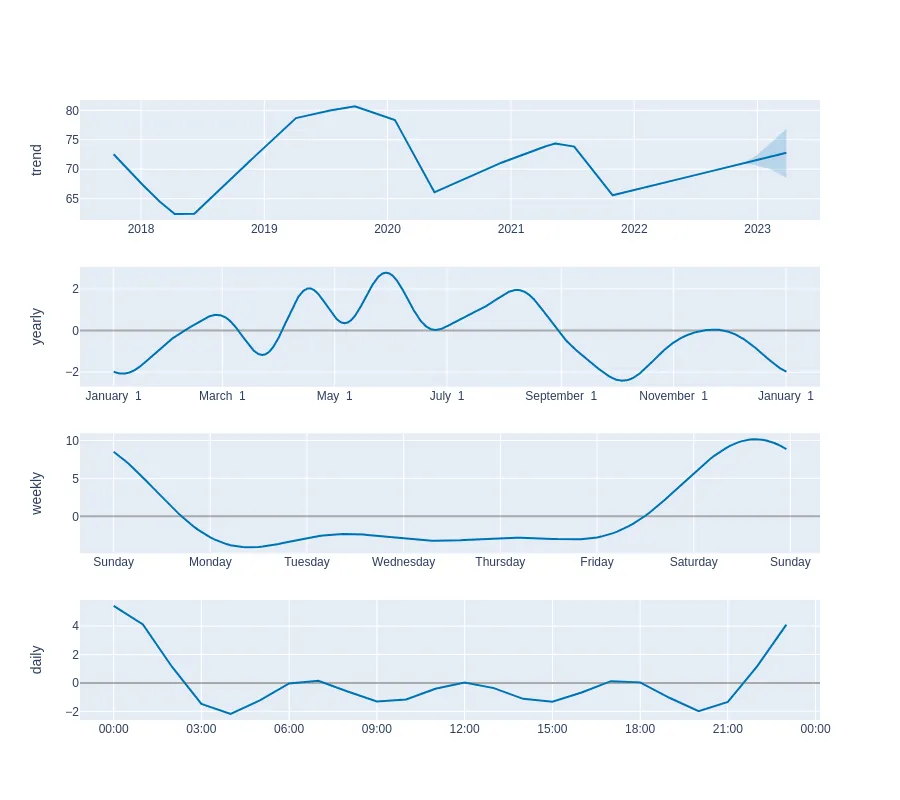 trend
80
75
70
65
2018 2019 2020 2021 2022 2023
yearly
2
0
−2
January 1 March 1 May 1 July 1 September 1 November 1 January 1
weekly
10
5
0
Sunday Monday Tuesday Wednesday Thursday Friday Saturday Sunday
daily
4
2
0
−2
00:00 03:00 06:00 09:00 12:00 15:00 18:00 21:00 00:00